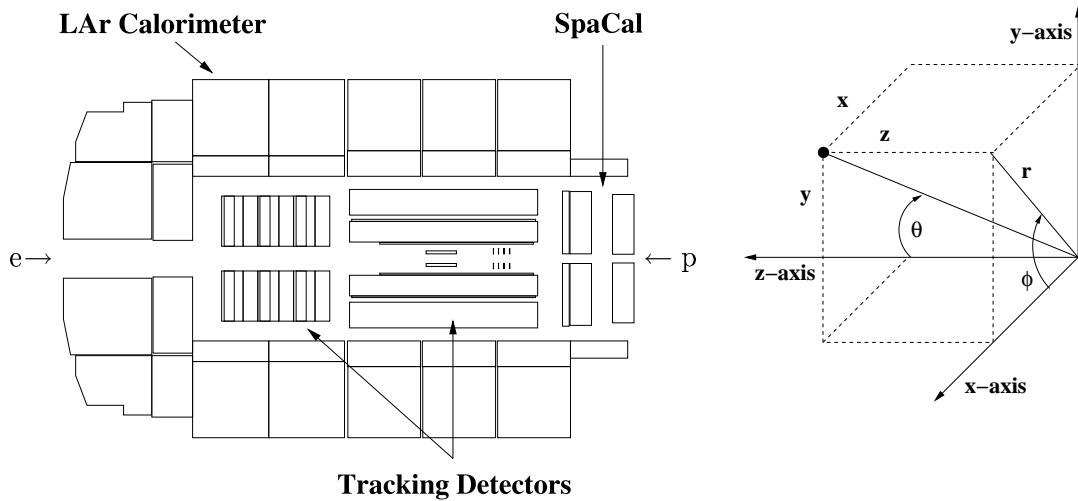 LAr Calorimeter
SpaCal
e→
←p
Tracking Detectors
y–axis
x
z
r
y
θ
z–axis
ϕ
x–axis